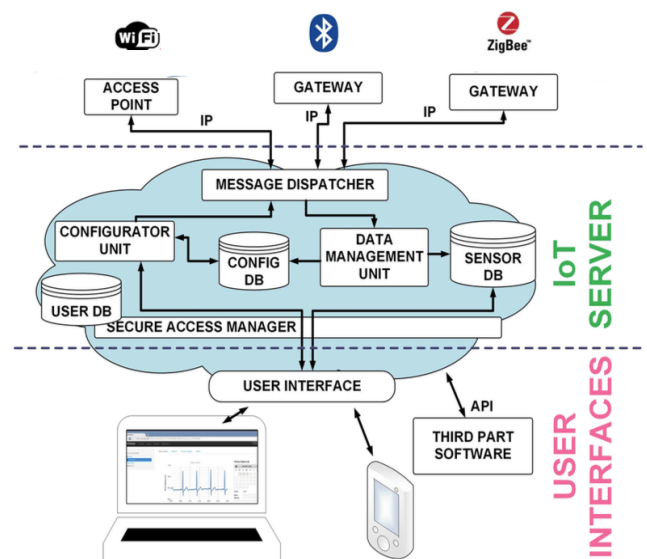 WiFi
ZigBee™
ACCESS
POINT
GATEWAY
GATEWAY
IP
IP
IP
MESSAGE DISPATCHER
CONFIGURATOR
UNIT
CONFIG
DB
DATA
MANAGEMENT
UNIT
SENSOR
DB
USER DB
SECURE ACCESS MANAGER
IoT
SERVER
USER INTERFACE
API
THIRD PART
SOFTWARE
USER
INTERFACES